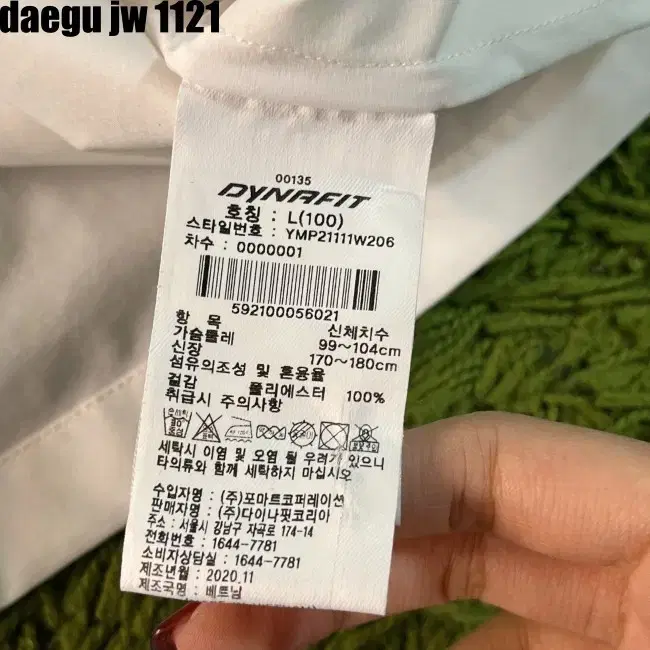 daegu jw 1121
00135
DYNAFIT
호칭 : L(100)
스타일번호 : YMP21111W206
차수 : 0000001
592100056021
항 목 신체치수
가슴둘레 99~104cm
신장 170~180cm
섬유의조성 및 혼용율
겉감 폴리에스터 100%
취급시 주의사항
세탁시 이염 및 오염 될 우려가 있으니
타의류와 함께 세탁하지 마십시오
수입자명 : (주)포마트코퍼레이션
판매자명 : (주)다이나핏코리아
주소 : 서울시 강남구 자곡로 174-14
전화번호 : 1644-7781
소비자상담실 : 1644-7781
제조년월 : 2020.11
제조국명 : 베트남